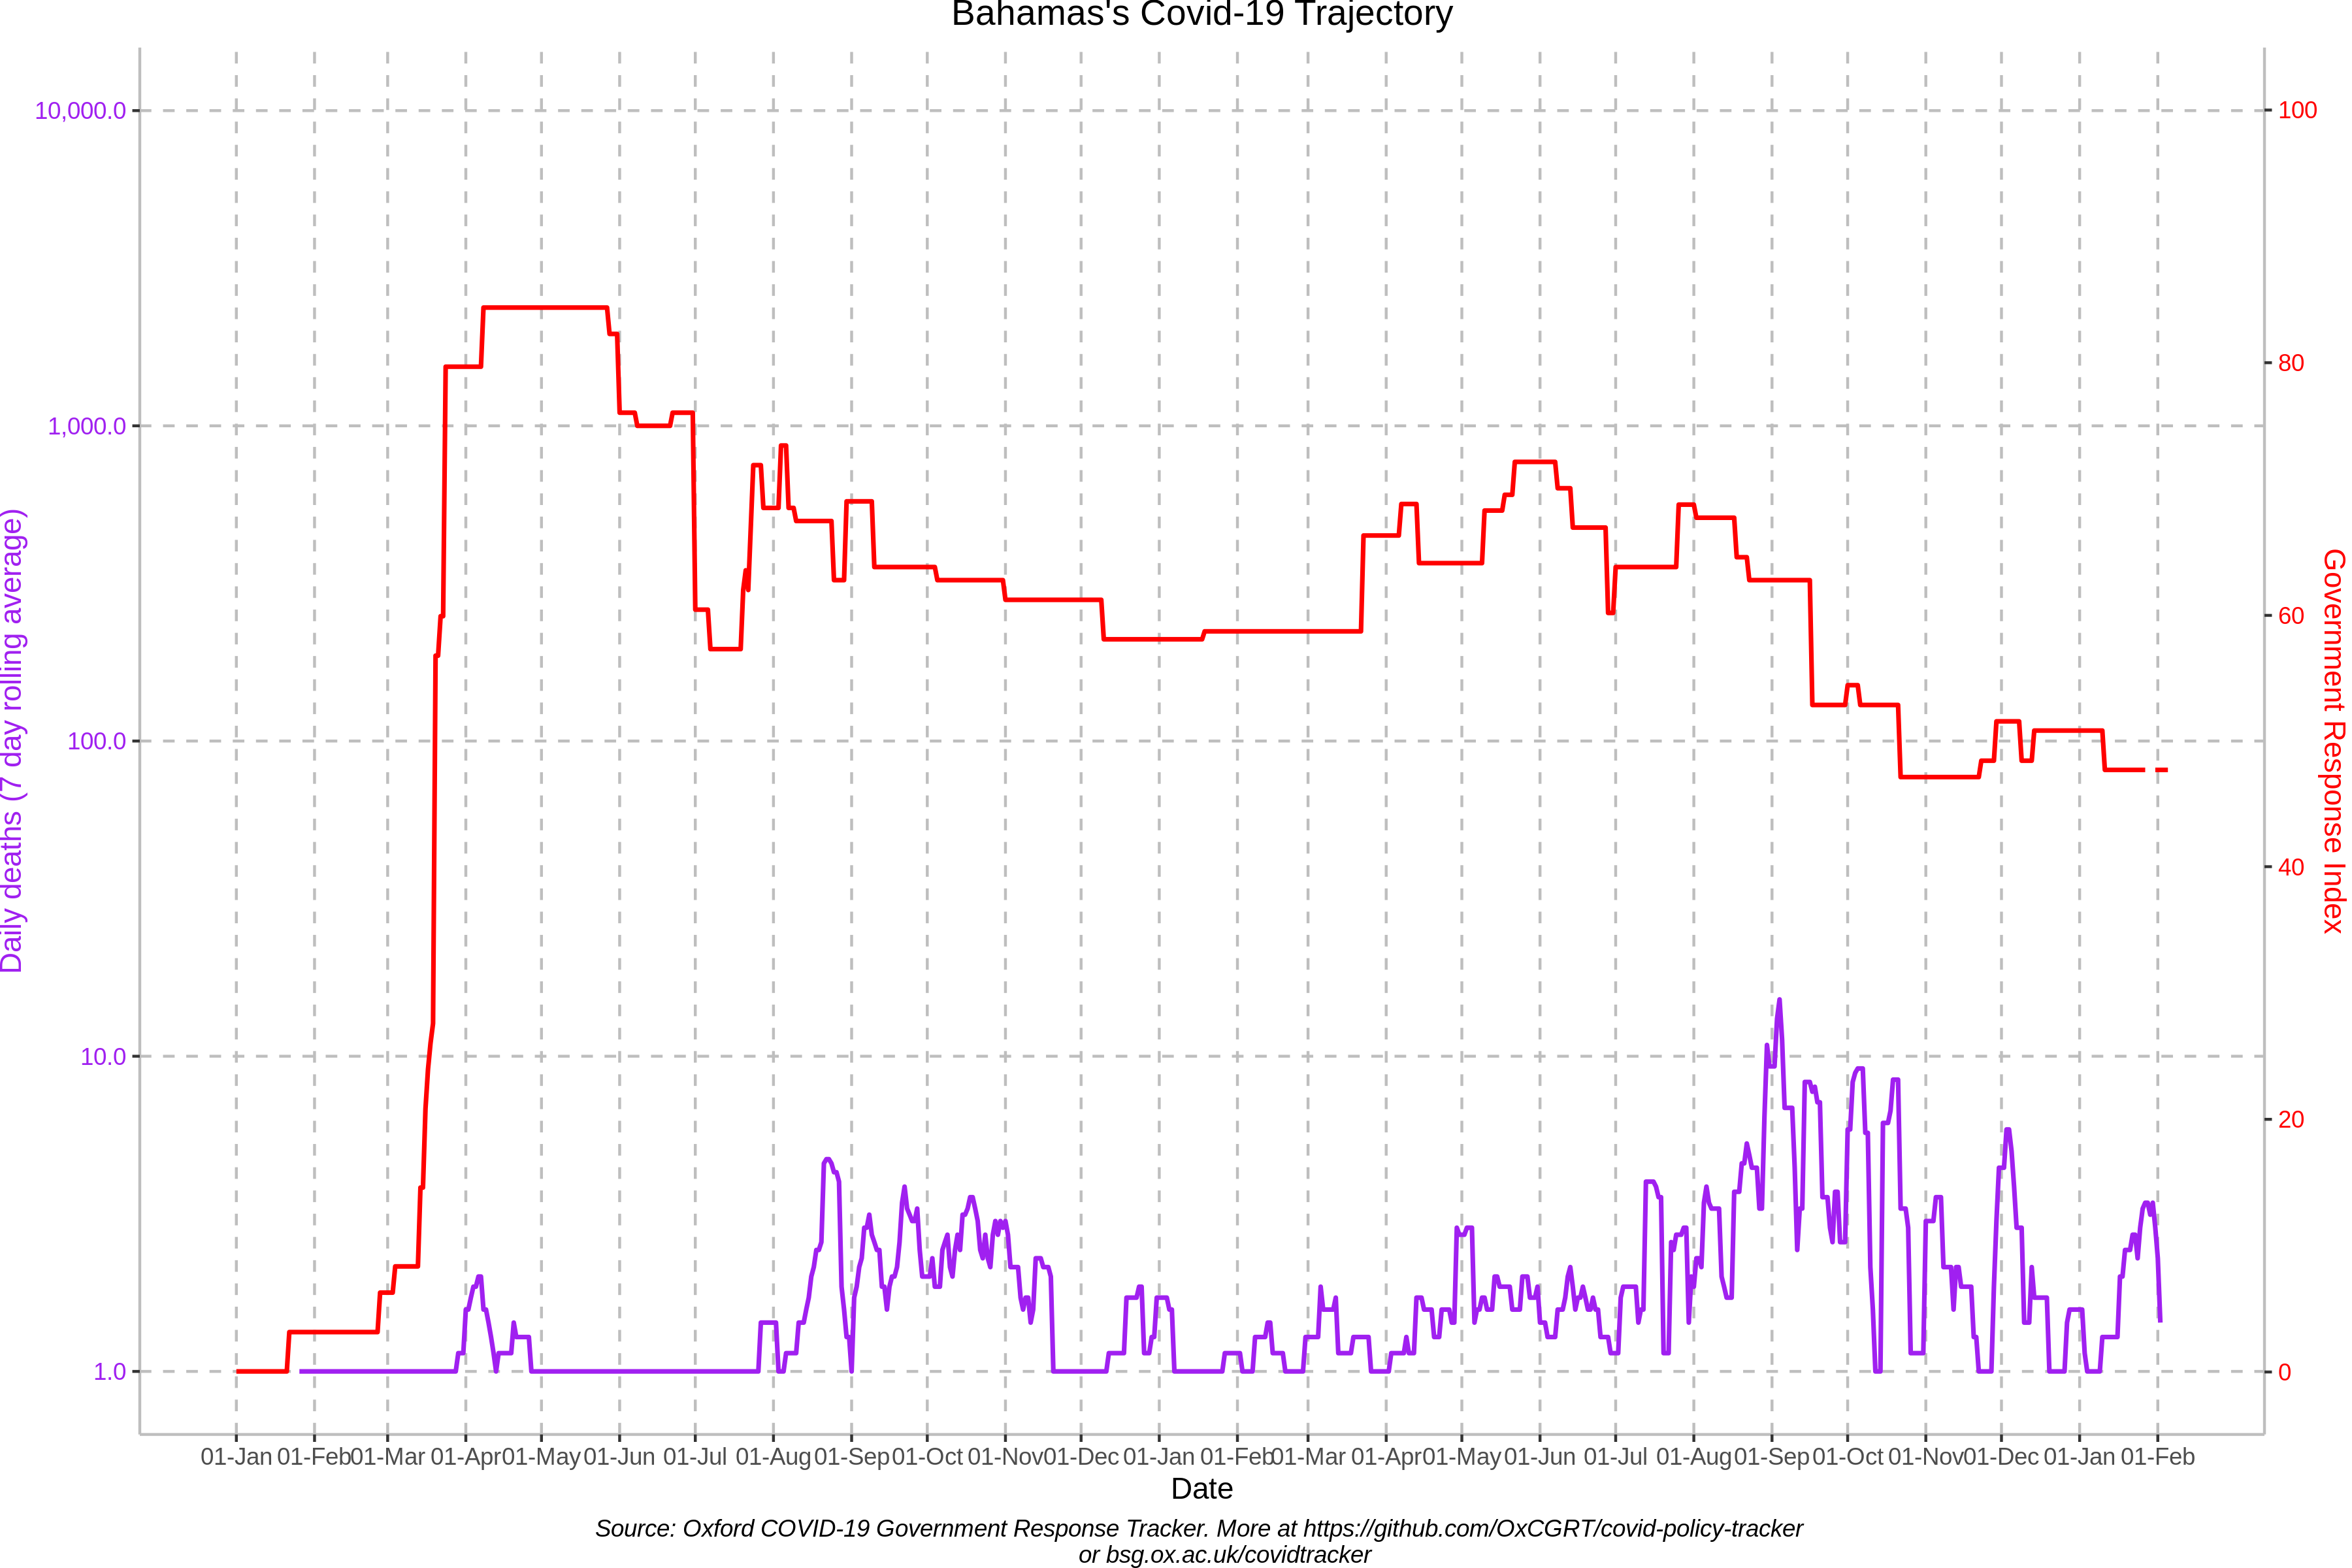 Bahamas's Covid-19 Trajectory
10,000.0
1,000.0
100.0
10.0
1.0
Daily deaths (7 day rolling average)
100
80
60
40
20
0
Government Response Index
01-Jan 01-Feb 01-Mar 01-Apr 01-May 01-Jun 01-Jul 01-Aug 01-Sep 01-Oct 01-Nov 01-Dec 01-Jan 01-Feb 01-Mar 01-Apr 01-May 01-Jun 01-Jul 01-Aug 01-Sep 01-Oct 01-Nov 01-Dec 01-Jan 01-Feb
Date
Source: Oxford COVID-19 Government Response Tracker. More at https://github.com/OxCGRT/covid-policy-tracker
or bsg.ox.ac.uk/covidtracker